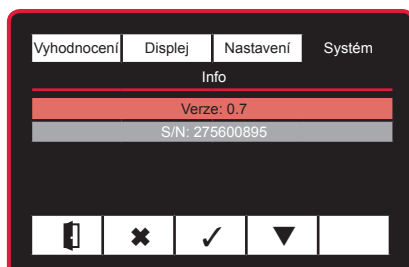 Vyhodnocení Displej Nastavení Systém
Info
Verze: 0.7
S/N: 275600895